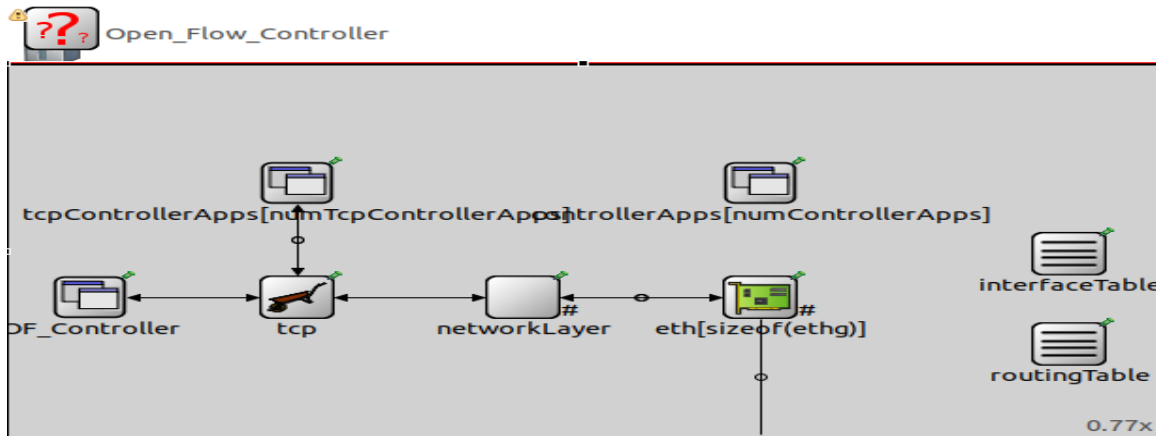 ???
Open_Flow_Controller
tcpControllerApps[numTcpControllerApps]
controllerApps[numControllerApps]
interfaceTable
OF_Controller
tcp
networkLayer
#
eth[sizeof(ethg)]
#
routingTable
0.77x